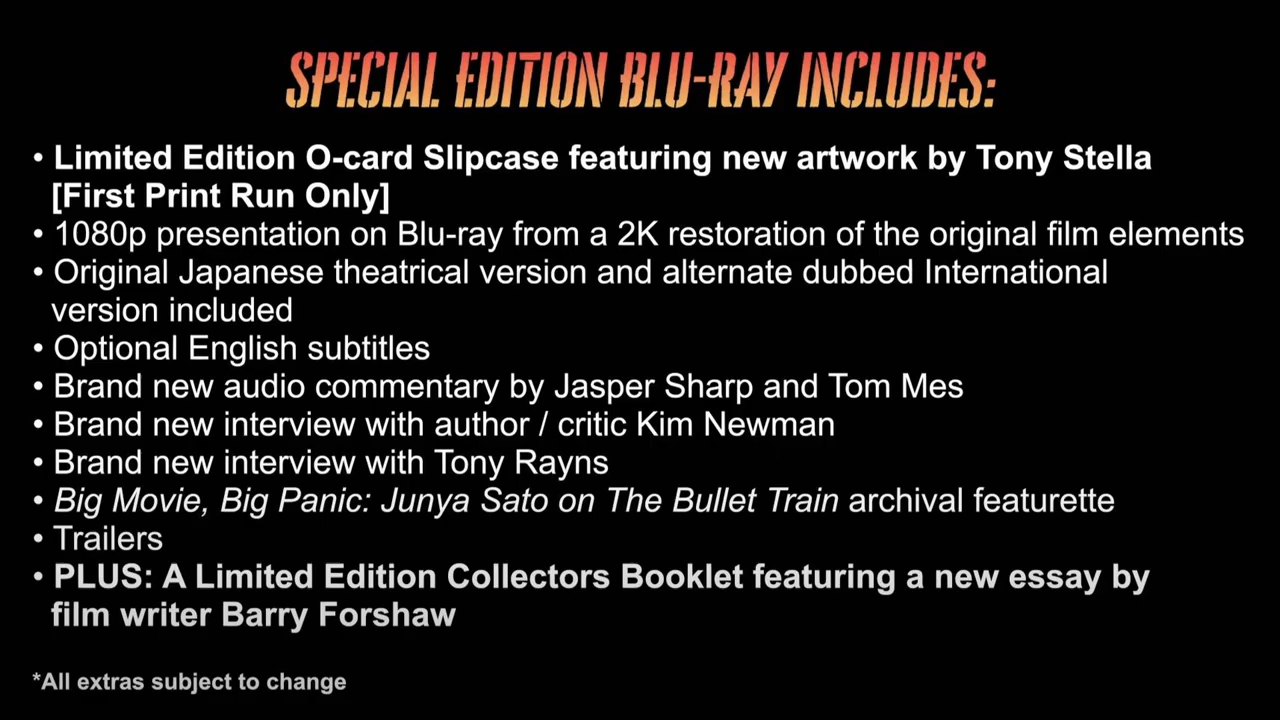 SPECIAL EDITION BLU-RAY INCLUDES:
• Limited Edition O-card Slipcase featuring new artwork by Tony Stella
[First Print Run Only]
• 1080p presentation on Blu-ray from a 2K restoration of the original film elements
• Original Japanese theatrical version and alternate dubbed International
version included
• Optional English subtitles
• Brand new audio commentary by Jasper Sharp and Tom Mes
• Brand new interview with author / critic Kim Newman
• Brand new interview with Tony Rayns
• Big Movie, Big Panic: Junya Sato on The Bullet Train archival featurette
• Trailers
• PLUS: A Limited Edition Collectors Booklet featuring a new essay by
film writer Barry Forshaw
*All extras subject to change